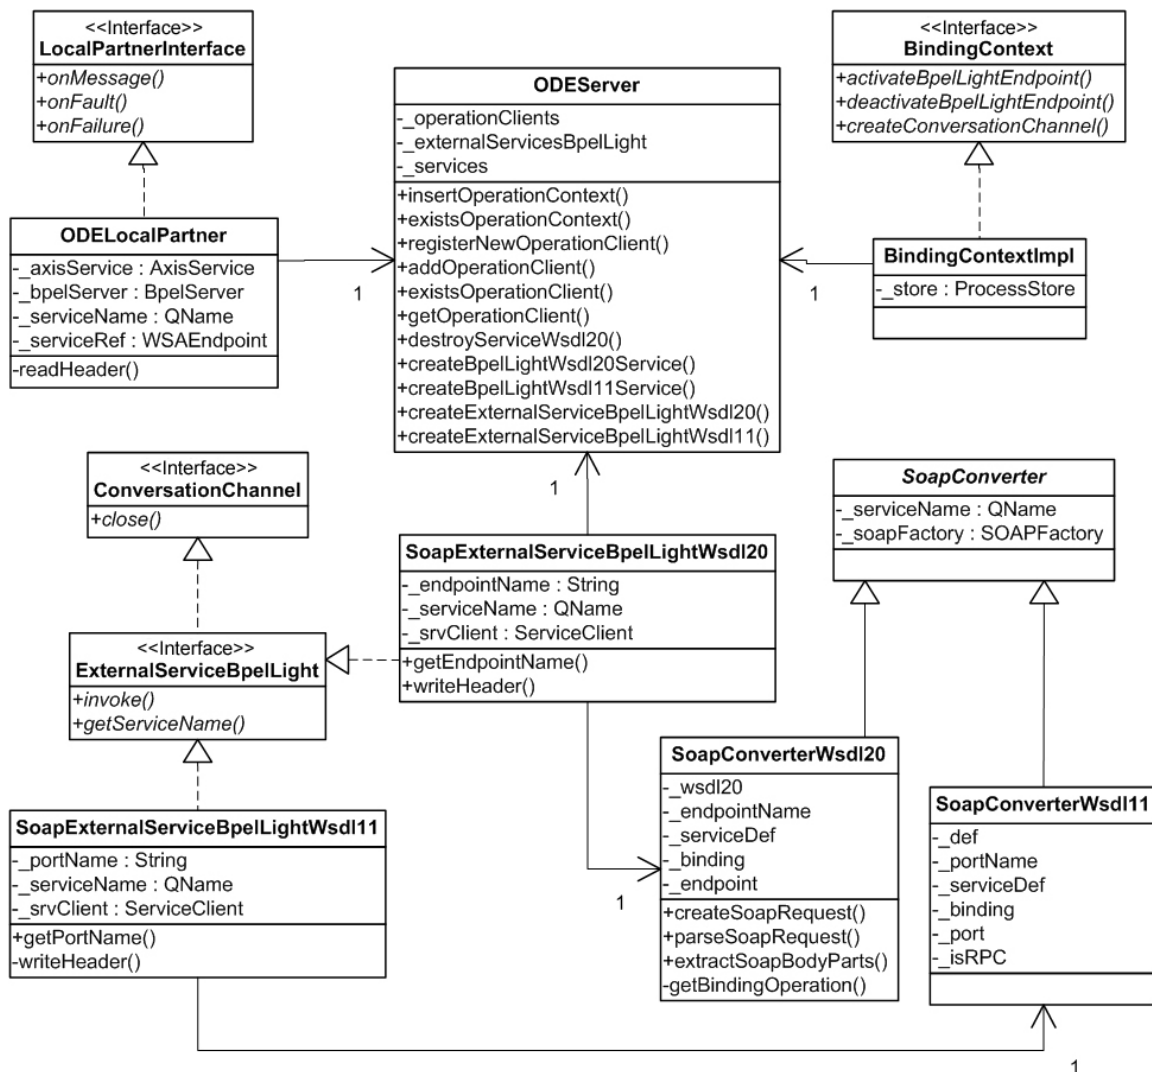 <<Interface>>
LocalPartnerInterface
+onMessage()
+onFault()
+onFailure()
ODEServer
-_operationClients
-_externalServicesBpelLight
-_services
+insertOperationContext()
+existsOperationContext()
+registerNewOperationClient()
+addOperationClient()
+existsOperationClient()
+getOperationClient()
+destroyServiceWsdl20()
+createBpelLightWsdl20Service()
+createBpelLightWsdl11Service()
+createExternalServiceBpelLightWsdl20()
+createExternalServiceBpelLightWsdl11()
<<Interface>>
BindingContext
+activateBpelLightEndpoint()
+deactivateBpelLightEndpoint()
+createConversationChannel()
ODELocalPartner
-_axisService : AxisService
-_bpelServer : BpelServer
-_serviceName : QName
-_serviceRef : WSAEndpoint
-readHeader()
1
1
BindingContextImpl
-_store : ProcessStore
<<Interface>>
ConversationChannel
+close()
1
SoapConverter
-_serviceName : QName
-_soapFactory : SOAPFactory
SoapExternalServiceBpelLightWsdl20
-_endpointName : String
-_serviceName : QName
-_srvClient : ServiceClient
+getEndpointName()
+writeHeader()
<<Interface>>
ExternalServiceBpelLight
+invoke()
+getServiceName()
SoapConverterWsdl20
-_wsdl20
-_endpointName
-_serviceDef
-_binding
-_endpoint
+createSoapRequest()
+parseSoapRequest()
+extractSoapBodyParts()
-getBindingOperation()
1
SoapConverterWsdl11
-_def
-_portName
-_serviceDef
-_binding
-_port
-_isRPC
SoapExternalServiceBpelLightWsdl11
-_portName : String
-_serviceName : QName
-_srvClient : ServiceClient
+getPortName()
-writeHeader()
1